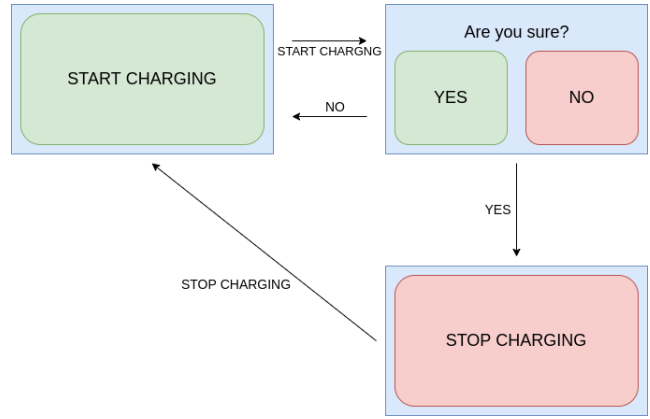 START CHARGING
START CHARGNG
NO
Are you sure?
YES
NO
YES
STOP CHARGING
STOP CHARGING